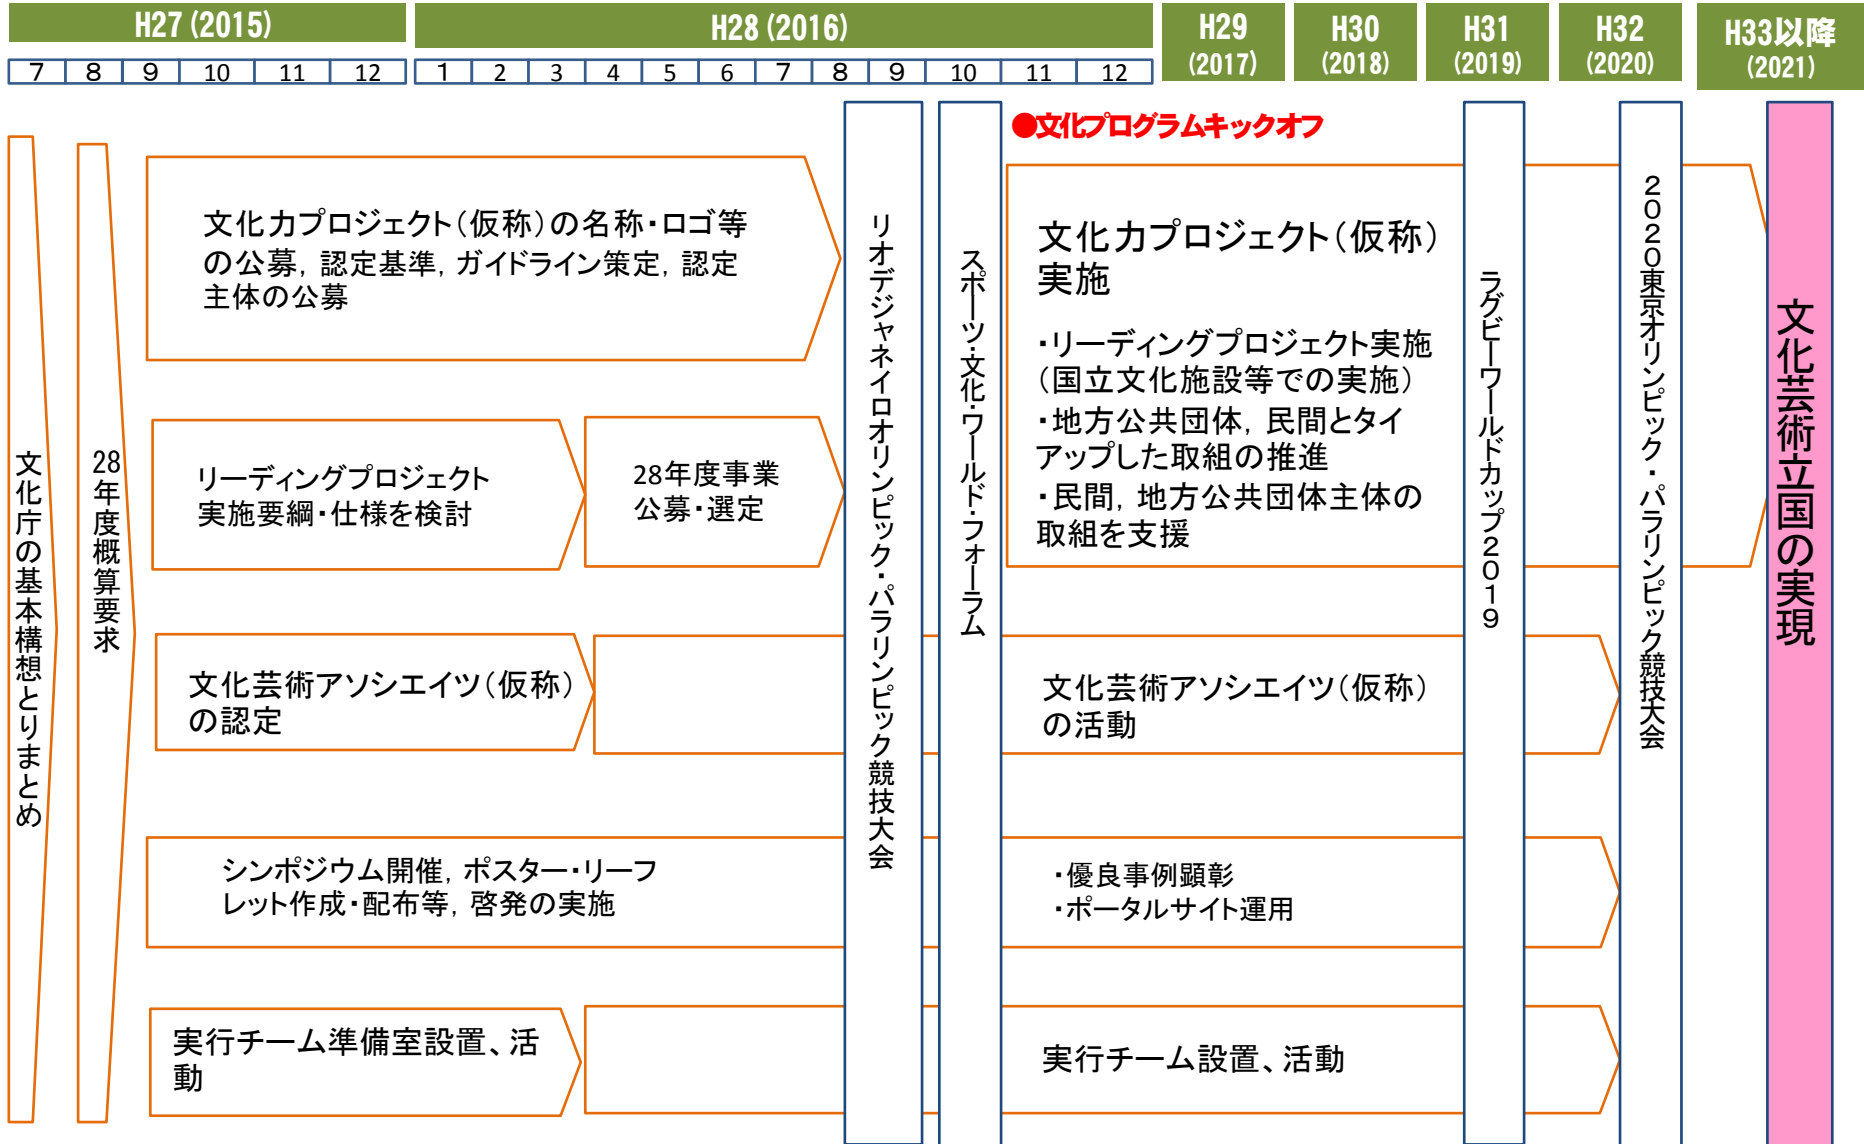 H27 (2015)
H28 (2016)
H29
(2017)
H30
(2018)
H31
(2019)
H32
(2020)
H33以降
(2021)
7 8 9 10 11 12 1 2 3 4 5 6 7 8 9 10 11 12
●文化プログラムキックオフ
文化庁の基本構想とりまとめ
28年度概算要求
文化力プロジェクト(仮称)の名称・ロゴ等
の公募, 認定基準, ガイドライン策定, 認定
主体の公募
リーディングプロジェクト
実施要綱・仕様を検討
28年度事業
公募・選定
文化芸術アソシエイツ(仮称)
の認定
シンポジウム開催, ポスター・リーフ
レット作成・配布等, 啓発の実施
実行チーム準備室設置、活
動
リオデジャネイロオリンピック・パラリンピック競技大会
スポーツ・文化・ワールド・フォーラム
文化力プロジェクト(仮称)
実施
・リーディングプロジェクト実施
(国立文化施設等での実施)
・地方公共団体, 民間とタイ
アップした取組の推進
・民間, 地方公共団体主体の
取組を支援
文化芸術アソシエイツ(仮称)
の活動
・優良事例顕彰
・ポータルサイト運用
実行チーム設置、活動
ラグビーワールドカップ2019
2020東京オリンピック・パラリンピック競技大会
文化芸術立国の実現